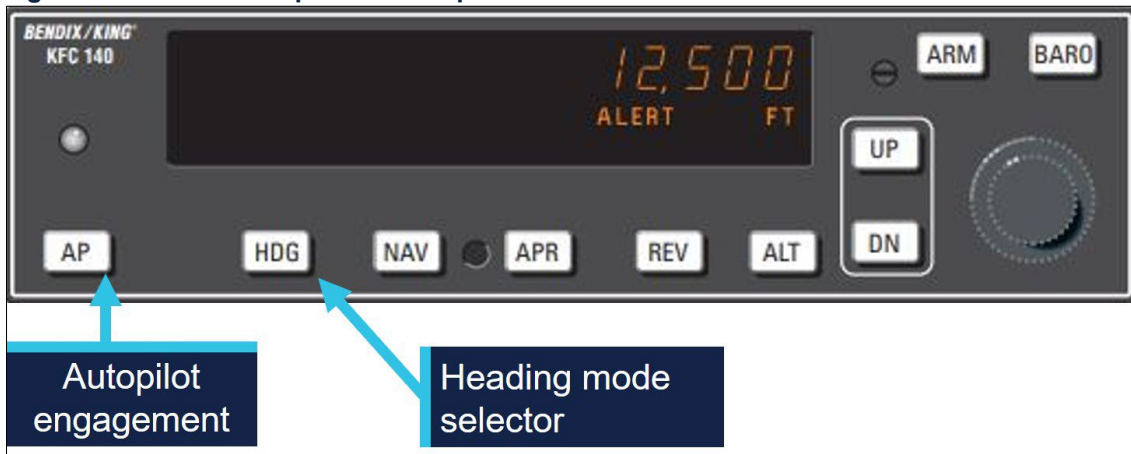 BENDIX/KING
KFC 140
12,500
ALERT FT
ARM BARO
UP
DN
AP HDG NAV APR REV ALT
Autopilot
engagement
Heading mode
selector